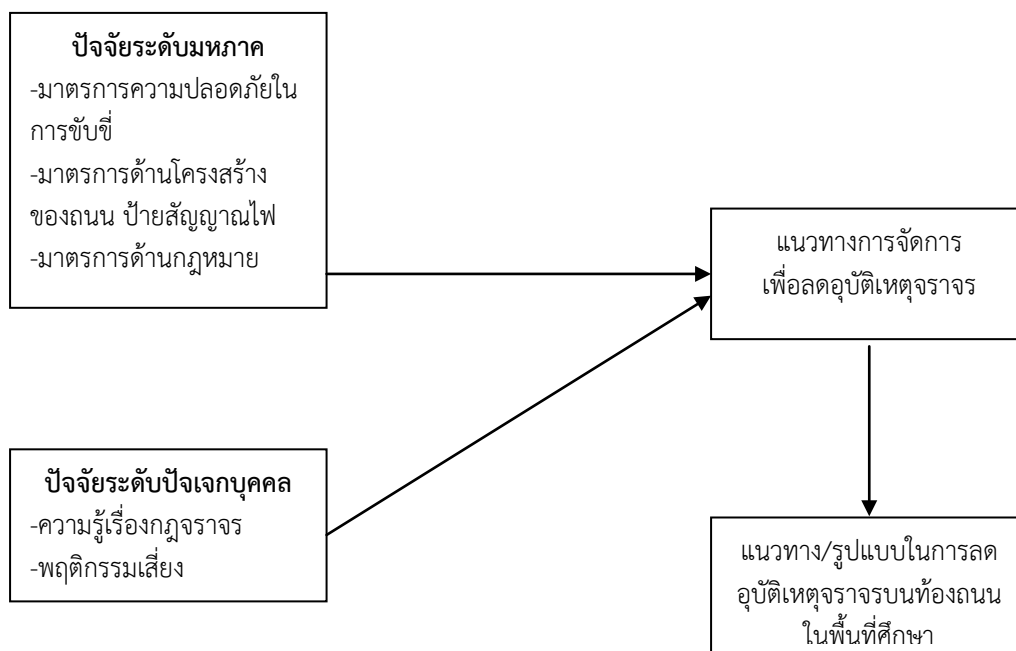 ปัจจัยระดับมหภาค
-มาตรการความปลอดภัยใน
การขับขี่
-มาตรการด้านโครงสร้าง
ของถนน ป้ายสัญญาณไฟ
-มาตรการด้านกฎหมาย
แนวทางการจัดการ
เพื่อลดอุบัติเหตุจราจร
ปัจจัยระดับปัจเจกบุคคล
-ความรู้เรื่องกฎจราจร
-พฤติกรรมเสี่ยง
แนวทาง/รูปแบบในการลด
อุบัติเหตุจราจรบนท้องถนน
ในพื้นที่ศึกษา